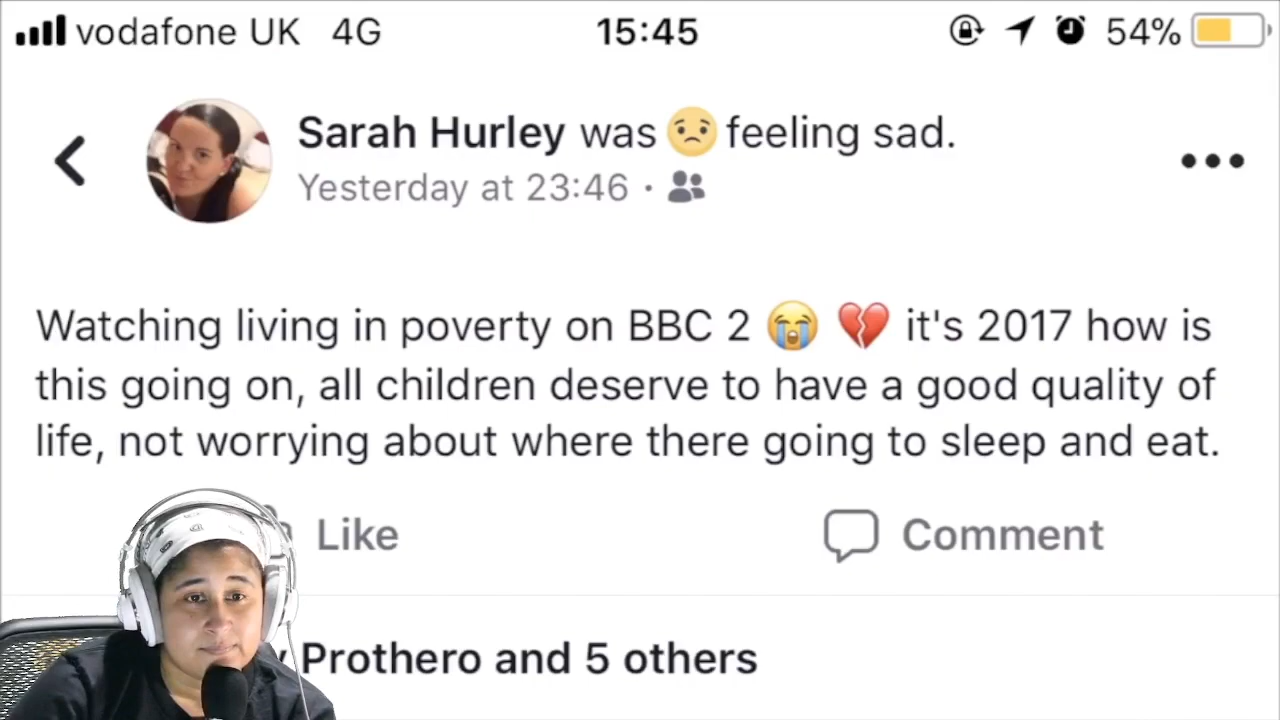 vodafone UK 4G 15:45 54%
Sarah Hurley was 😟 feeling sad.
Yesterday at 23:46 ·
Watching living in poverty on BBC 2 😭 💔 it's 2017 how is
this going on, all children deserve to have a good quality of
life, not worrying about where there going to sleep and eat.
Like Comment
Prothero and 5 others